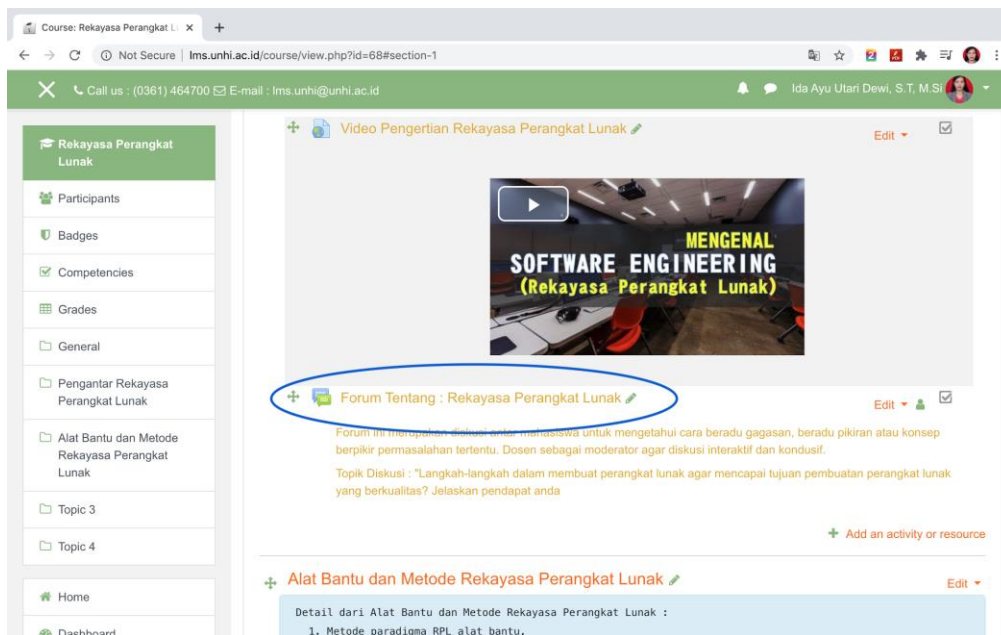 Course: Rekayasa Perangkat L
Not Secure | lms.unhi.ac.id/course/view.php?id=68#section-1
Call us : (0361) 464700 E-mail : lms.unhi@unhi.ac.id
Ida Ayu Utari Dewi, S.T, M.Si
Rekayasa Perangkat
Lunak
Participants
Badges
Competencies
Grades
General
Pengantar Rekayasa
Perangkat Lunak
Alat Bantu dan Metode
Rekayasa Perangkat
Lunak
Topic 3
Topic 4
Home
Dashboard
Video Pengertian Rekayasa Perangkat Lunak
Edit
MENGENAL
SOFTWARE ENGINEERING
(Rekayasa Perangkat Lunak)
Forum Tentang : Rekayasa Perangkat Lunak
Edit
Forum ini merupakan diskusi antar mahasiswa untuk mengetahui cara beradu gagasan, beradu pikiran atau konsep
berpikir permasalahan tertentu. Dosen sebagai moderator agar diskusi interaktif dan kondusif.
Topik Diskusi : "Langkah-langkah dalam membuat perangkat lunak agar mencapai tujuan pembuatan perangkat lunak
yang berkualitas? Jelaskan pendapat anda
+ Add an activity or resource
Alat Bantu dan Metode Rekayasa Perangkat Lunak
Edit
Detail dari Alat Bantu dan Metode Rekayasa Perangkat Lunak :
1. Metode paradigma RPL alat bantu.